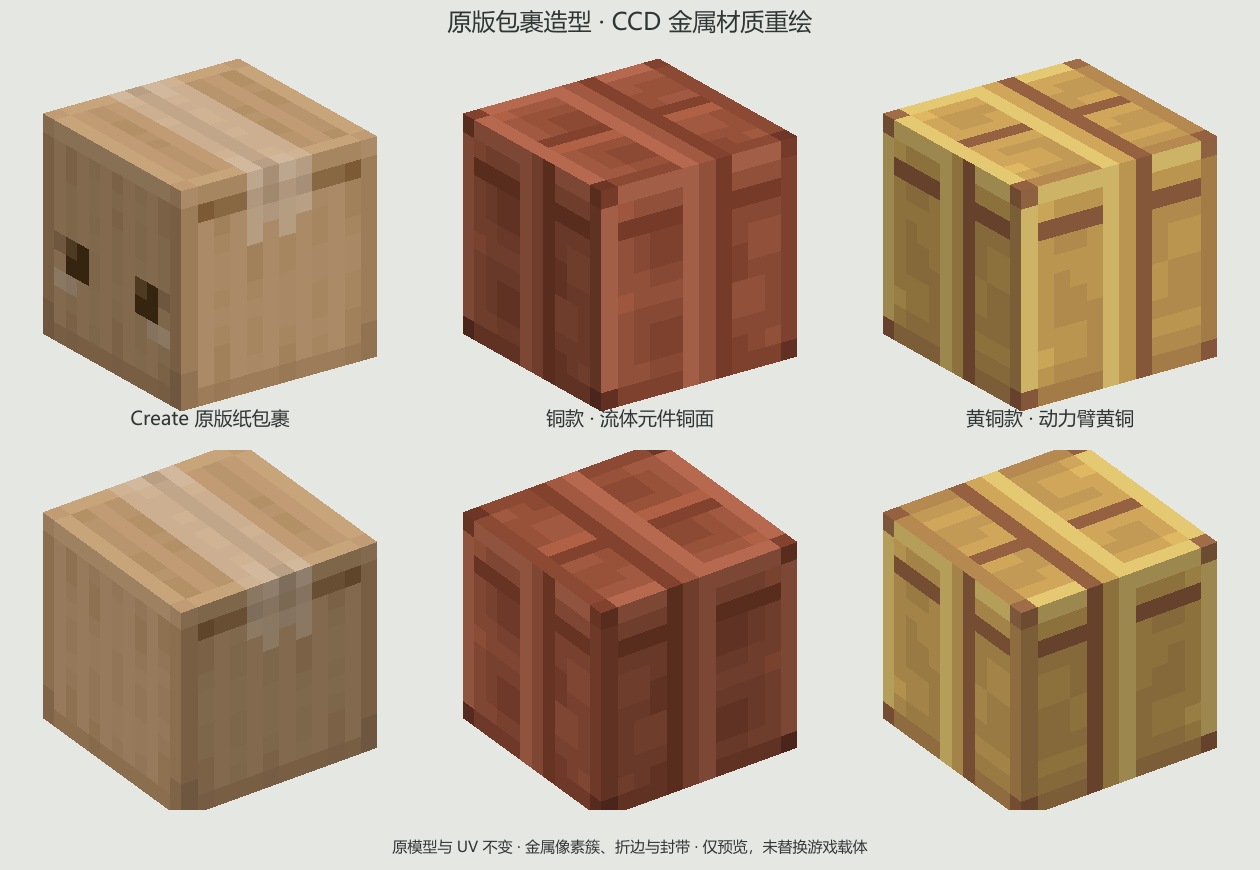 原版包裹造型 · CCD 金属材质重绘
Create 原版纸包裹
铜款 · 流体元件铜面
黄铜款 · 动力臂黄铜
原模型与 UV 不变 · 金属像素簇、折边与封带 · 仅预览，未替换游戏载体